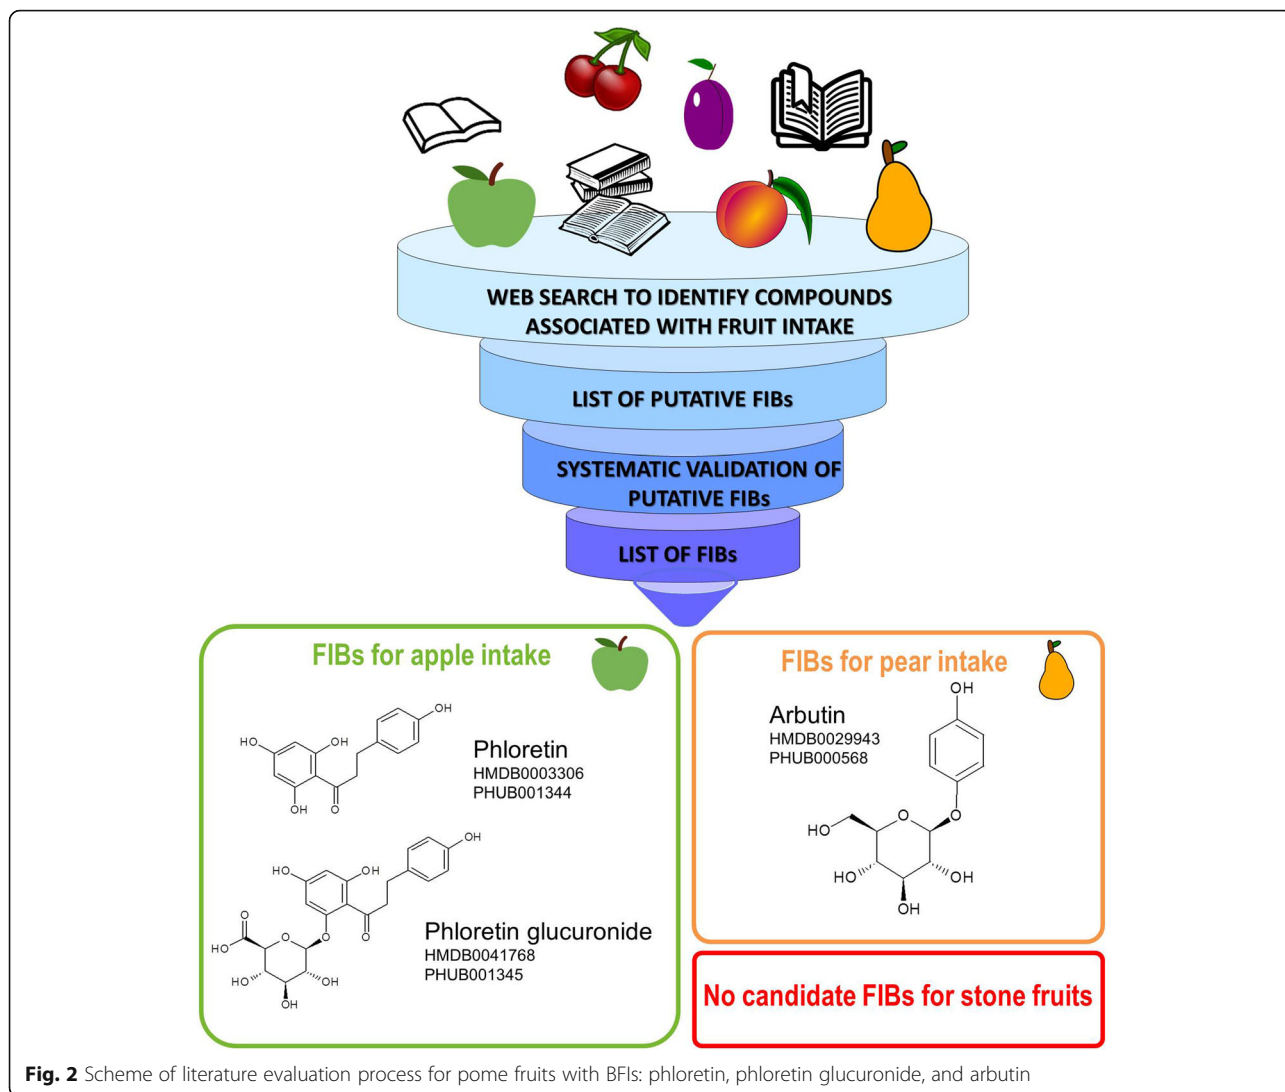 WEB SEARCH TO IDENTIFY COMPOUNDS
ASSOCIATED WITH FRUIT INTAKE
LIST OF PUTATIVE FIBs
SYSTEMATIC VALIDATION OF
PUTATIVE FIBs
LIST OF FIBs
FIBs for apple intake
OH
HO
OH
OH
O
Phloretin
HMDB0003306
PHUB001344
OH
HO
OH
O
O
O
HO
O
HO
OH
OH
Phloretin glucuronide
HMDB0041768
PHUB001345
FIBs for pear intake
OH
Arbutin
HMDB0029943
PHUB000568
O
O
HO
HO
OH
OH
No candidate FIBs for stone fruits
Fig. 2 Scheme of literature evaluation process for pome fruits with BFIs: phloretin, phloretin glucuronide, and arbutin